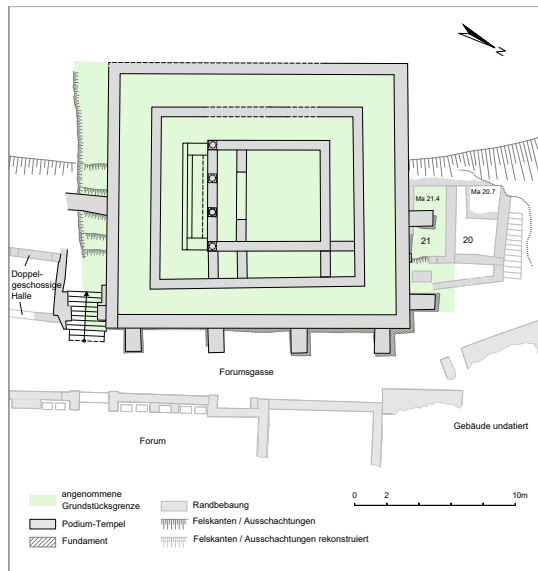 N
Ma 21.4
Ma 20.7
21
20
Doppel-
geschossige
Halle
Forumsgasse
Forum
Gebäude undatiert
angenommene
Grundstücksgrenze
Podium-Tempel
Fundament
Randbebaung
Felskanten / Ausschachtungen
Felskanten / Ausschachtungen rekonstruiert
0 2 10m